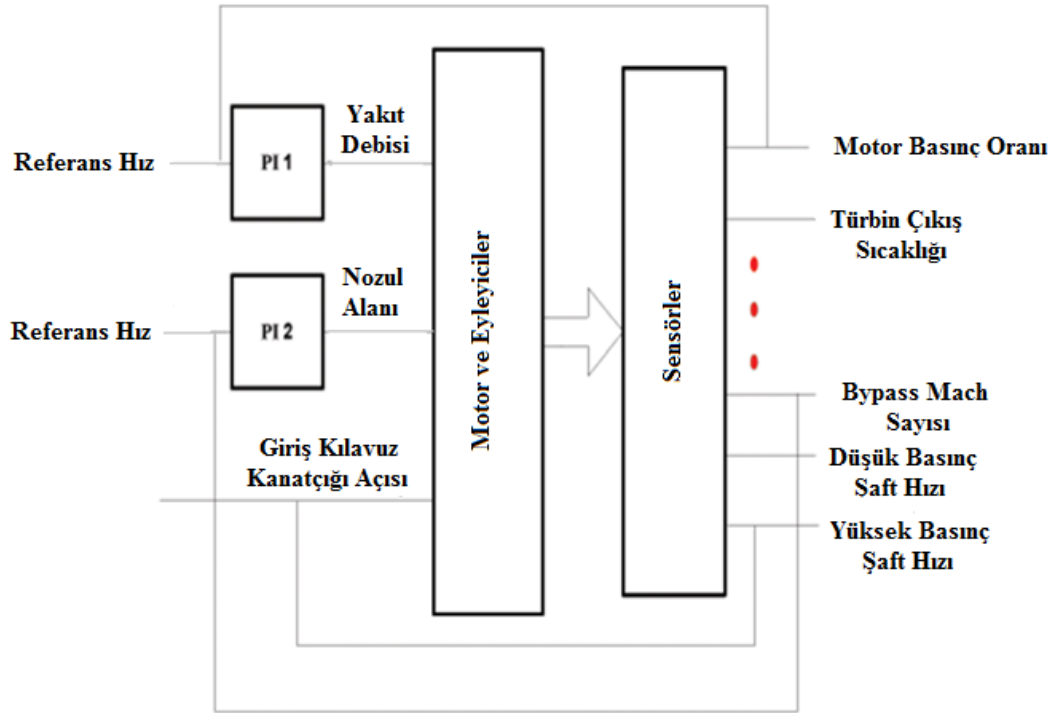 Yakıt
Debisi
Referans Hız
PI 1
Motor Basınç Oranı
Türbin Çıkış
Sıcaklığı
Nozul
Alanı
Referans Hız
PI 2
Motor ve Eyleyiciler
Sensörler
Bypass Mach
Sayısı
Giriş Kılavuz
Kanatçığı Açısı
Düşük Basınç
Saft Hızı
Yüksek Basınç
Şaft Hızı